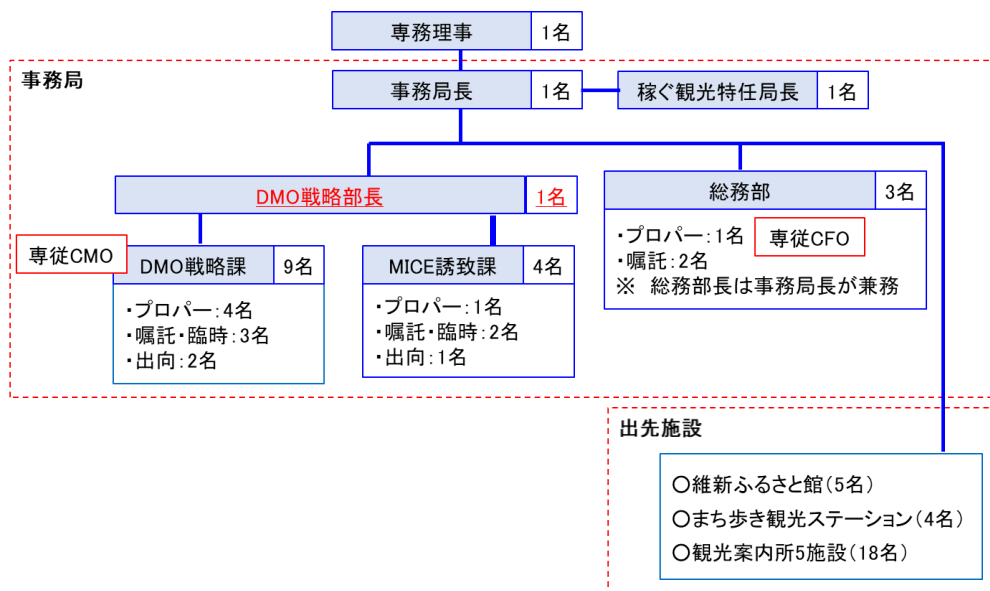 専務理事 1名
事務局
事務局長 1名
稼ぐ観光特任局長 1名
DMO戦略部長 1名
総務部 3名
・プロパー:1名
専従CFO
・嘱託:2名
※ 総務部長は事務局長が兼務
専従CMO
DMO戦略課 9名
・プロパー:4名
・嘱託・臨時:3名
・出向:2名
MICE誘致課 4名
・プロパー:1名
・嘱託・臨時:2名
・出向:1名
出先施設
○維新ふるさと館(5名)
○まち歩き観光ステーション(4名)
○観光案内所5施設(18名)